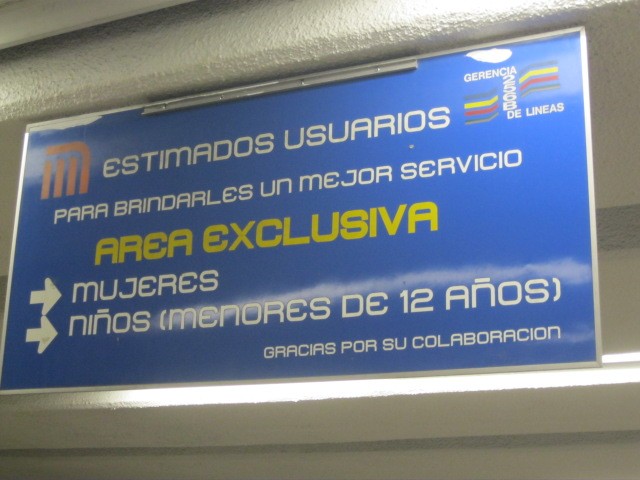 ESTIMADOS USUARIOS
GERENCIA
DE LINEAS
PARA BRINDARLES UN MEJOR SERVICIO
AREA EXCLUSIVA
MUJERES
NIÑOS (MENORES DE 12 AÑOS)
GRACIAS POR SU COLABORACION